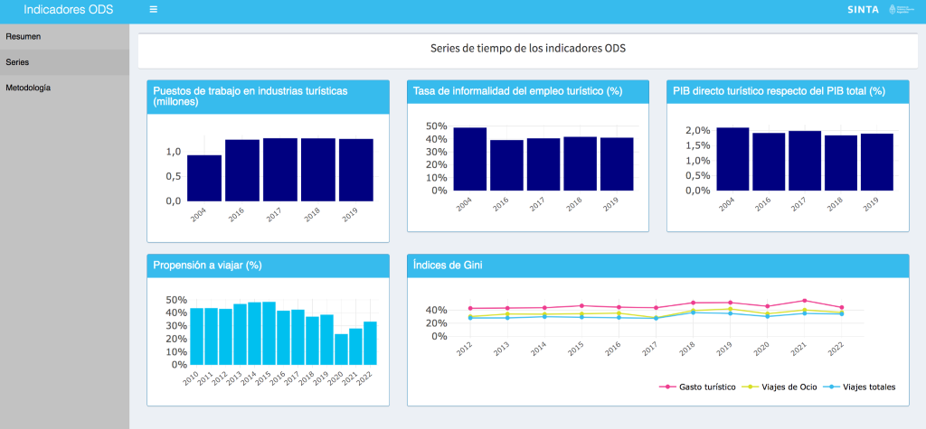 Indicadores ODS
SINTA
Resumen
Series
Metodología
Series de tiempo de los indicadores ODS
Puestos de trabajo en industrias turísticas
(millones)
1,0
0,5
0,0
2004 2016 2017 2018 2019
Tasa de informalidad del empleo turístico (%)
50%
40%
30%
20%
10%
0%
2004 2016 2017 2018 2019
PIB directo turístico respecto del PIB total (%)
2,0%
1,5%
1,0%
0,5%
0,0%
2004 2016 2017 2018 2019
Propensión a viajar (%)
50%
40%
30%
20%
10%
0%
2010 2011 2012 2013 2014 2015 2016 2017 2018 2019 2020 2021 2022
Índices de Gini
40%
20%
0%
2012 2013 2014 2015 2016 2017 2018 2019 2020 2021 2022
Gasto turístico Viajes de Ocio Viajes totales